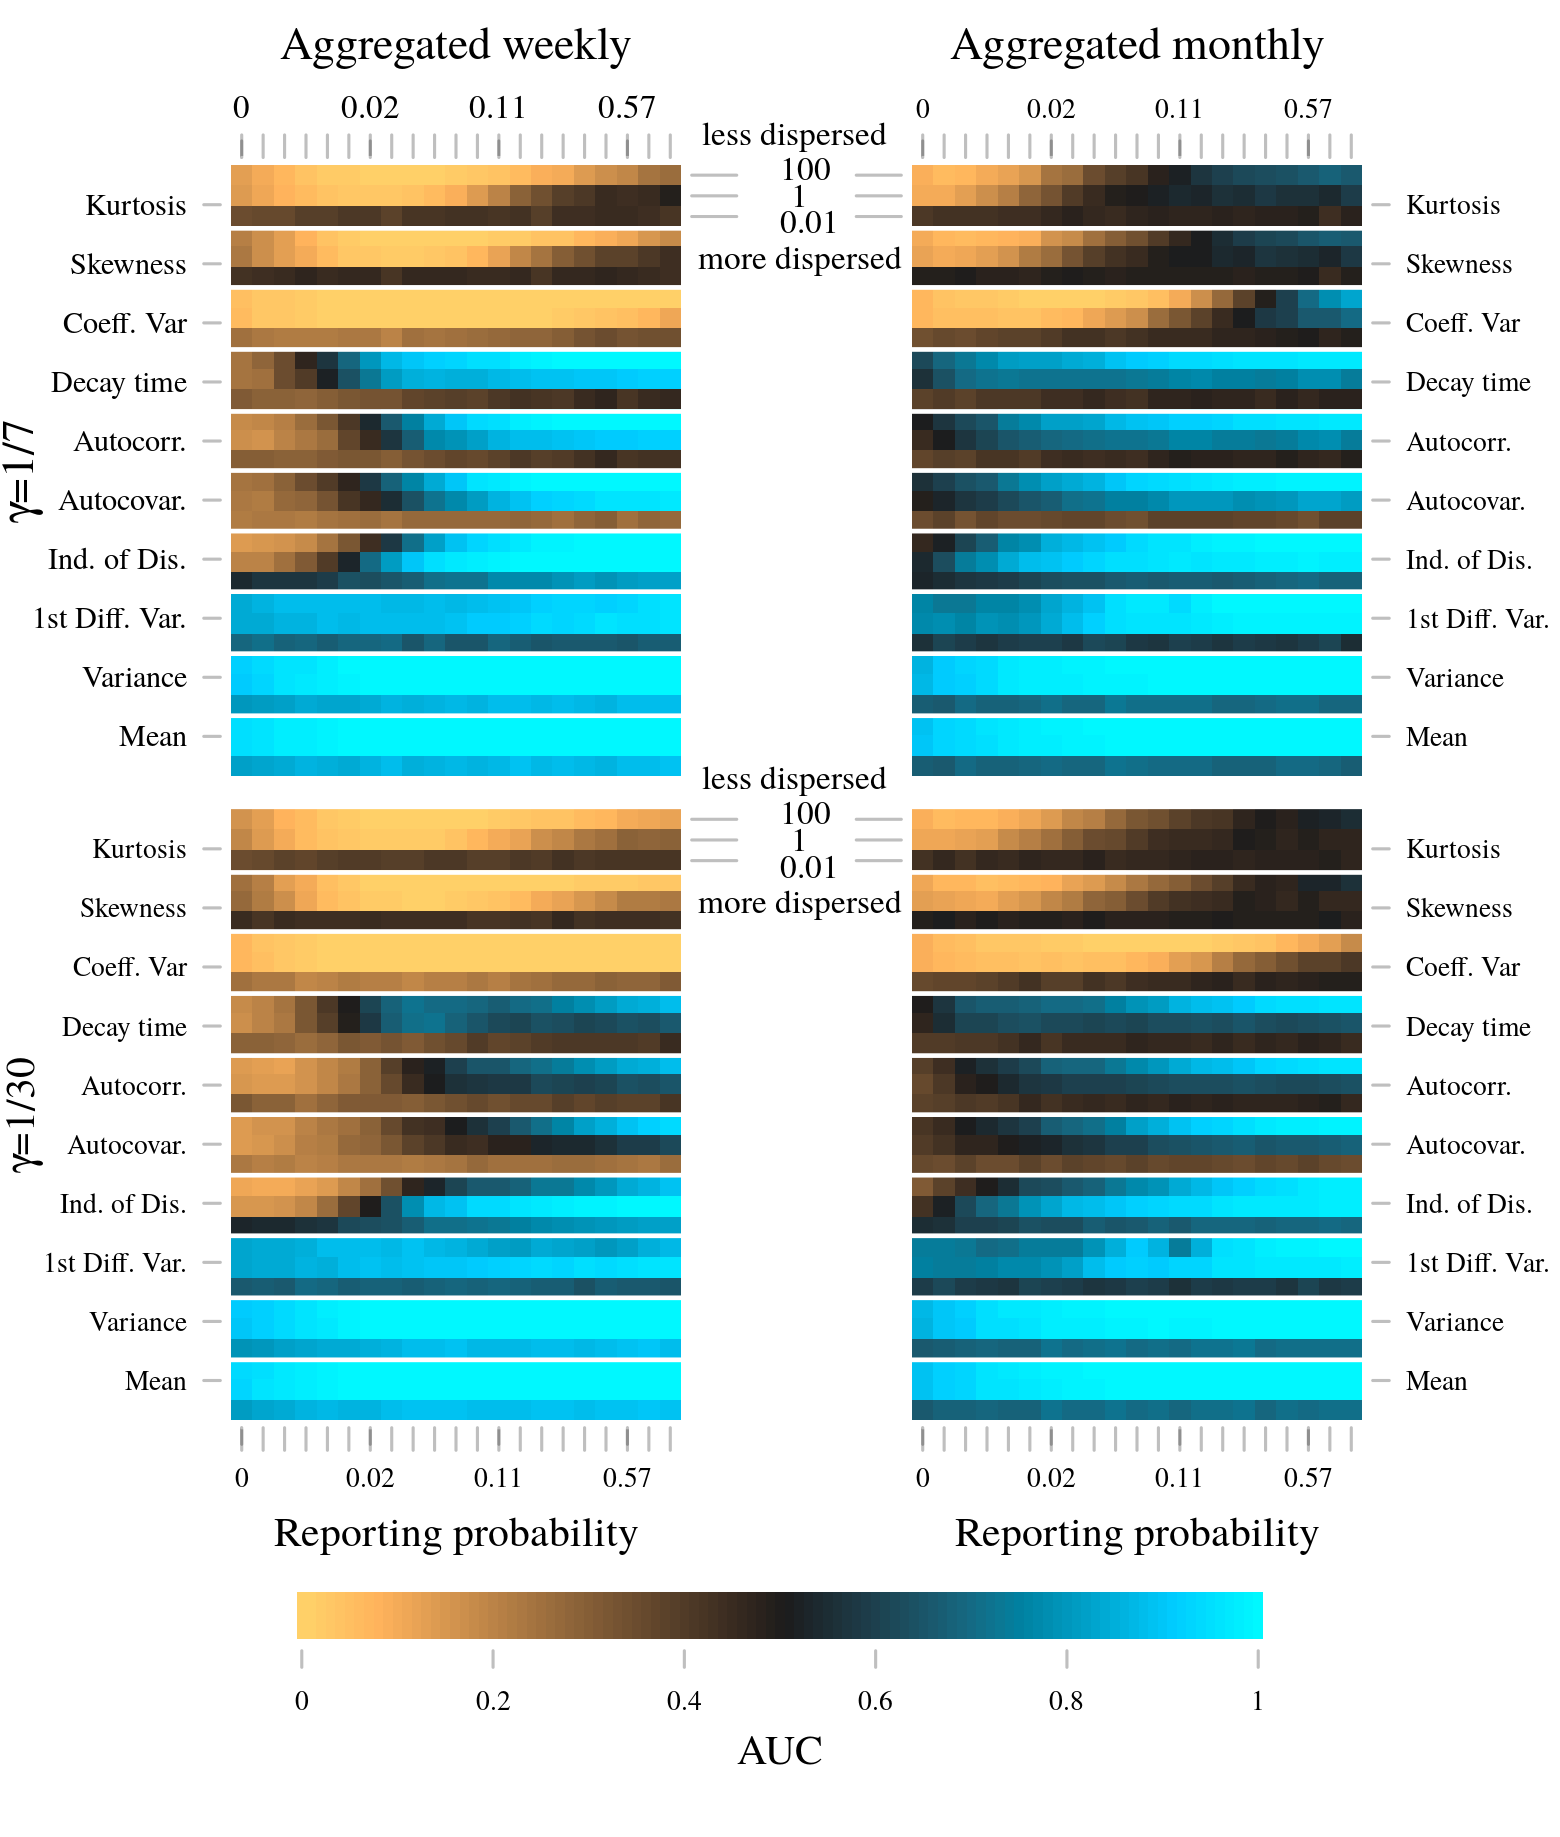 Aggregated weekly
Aggregated monthly
0 0.02 0.11 0.57
0 0.02 0.11 0.57
less dispersed
100
1
0.01
more dispersed
γ=1/7
Kurtosis
Skewness
Coeff. Var
Decay time
Autocorr.
Autocovar.
Ind. of Dis.
1st Diff. Var.
Variance
Mean
Kurtosis
Skewness
Coeff. Var
Decay time
Autocorr.
Autocovar.
Ind. of Dis.
1st Diff. Var.
Variance
Mean
less dispersed
100
1
0.01
more dispersed
γ=1/30
Kurtosis
Skewness
Coeff. Var
Decay time
Autocorr.
Autocovar.
Ind. of Dis.
1st Diff. Var.
Variance
Mean
Kurtosis
Skewness
Coeff. Var
Decay time
Autocorr.
Autocovar.
Ind. of Dis.
1st Diff. Var.
Variance
Mean
0 0.02 0.11 0.57
0 0.02 0.11 0.57
Reporting probability
Reporting probability
0 0.2 0.4 0.6 0.8 1
AUC